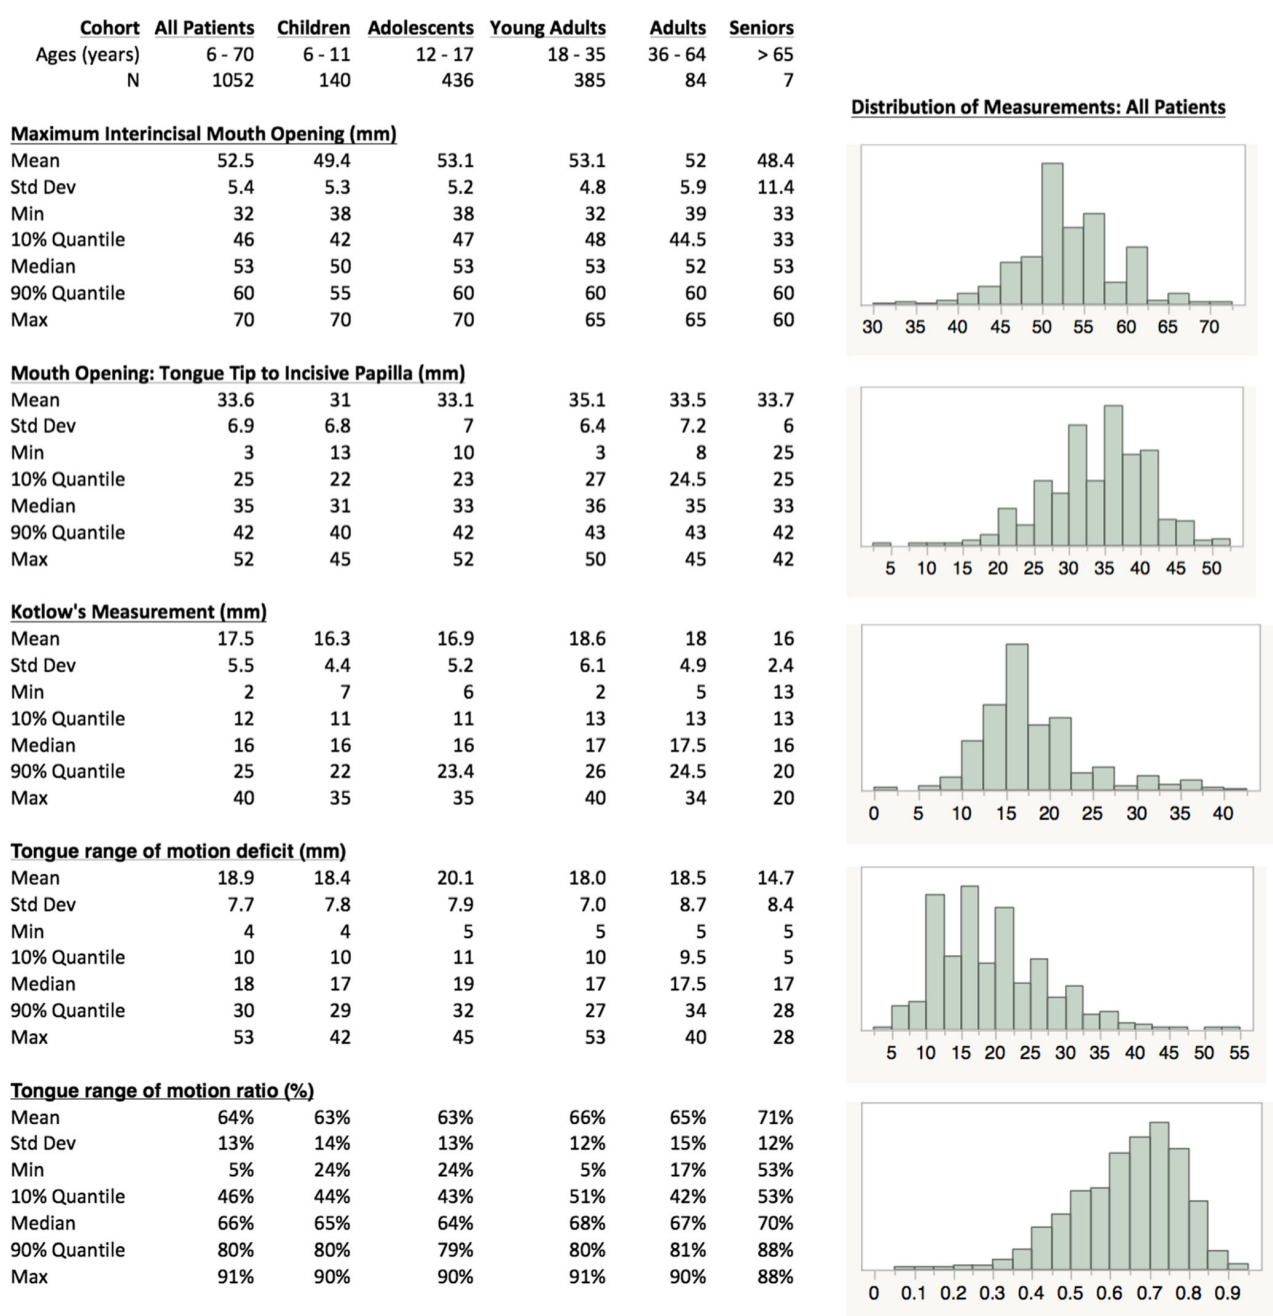 Cohort All Patients Children Adolescents Young Adults Adults Seniors
Ages (years) 6 - 70 6 - 11 12 - 17 18 - 35 36 - 64 > 65
N 1052 140 436 385 84 7
Distribution of Measurements: All Patients
Maximum Interincisal Mouth Opening (mm)
Mean 52.5 49.4 53.1 53.1 52 48.4
Std Dev 5.4 5.3 5.2 4.8 5.9 11.4
Min 32 38 38 32 39 33
10% Quantile 46 42 47 48 44.5 33
Median 53 50 53 53 52 53
90% Quantile 60 55 60 60 60 60
Max 70 70 70 65 65 60
30 35 40 45 50 55 60 65 70
Mouth Opening: Tongue Tip to Incisive Papilla (mm)
Mean 33.6 31 33.1 35.1 33.5 33.7
Std Dev 6.9 6.8 7 6.4 7.2 6
Min 3 13 10 3 8 25
10% Quantile 25 22 23 27 24.5 25
Median 35 31 33 36 35 33
90% Quantile 42 40 42 43 43 42
Max 52 45 52 50 45 42
5 10 15 20 25 30 35 40 45 50
Kotlow's Measurement (mm)
Mean 17.5 16.3 16.9 18.6 18 16
Std Dev 5.5 4.4 5.2 6.1 4.9 2.4
Min 2 7 6 2 5 13
10% Quantile 12 11 11 13 13 13
Median 16 16 16 17 17.5 16
90% Quantile 25 22 23.4 26 24.5 20
Max 40 35 35 40 34 20
0 5 10 15 20 25 30 35 40
Tongue range of motion deficit (mm)
Mean 18.9 18.4 20.1 18.0 18.5 14.7
Std Dev 7.7 7.8 7.9 7.0 8.7 8.4
Min 4 4 5 5 5 5
10% Quantile 10 10 11 10 9.5 5
Median 18 17 19 17 17.5 17
90% Quantile 30 29 32 27 34 28
Max 53 42 45 53 40 28
5 10 15 20 25 30 35 40 45 50 55
Tongue range of motion ratio (%)
Mean 64% 63% 63% 66% 65% 71%
Std Dev 13% 14% 13% 12% 15% 12%
Min 5% 24% 24% 5% 17% 53%
10% Quantile 46% 44% 43% 51% 42% 53%
Median 66% 65% 64% 68% 67% 70%
90% Quantile 80% 80% 79% 80% 81% 88%
Max 91% 90% 90% 91% 90% 88%
0 0.1 0.2 0.3 0.4 0.5 0.6 0.7 0.8 0.9